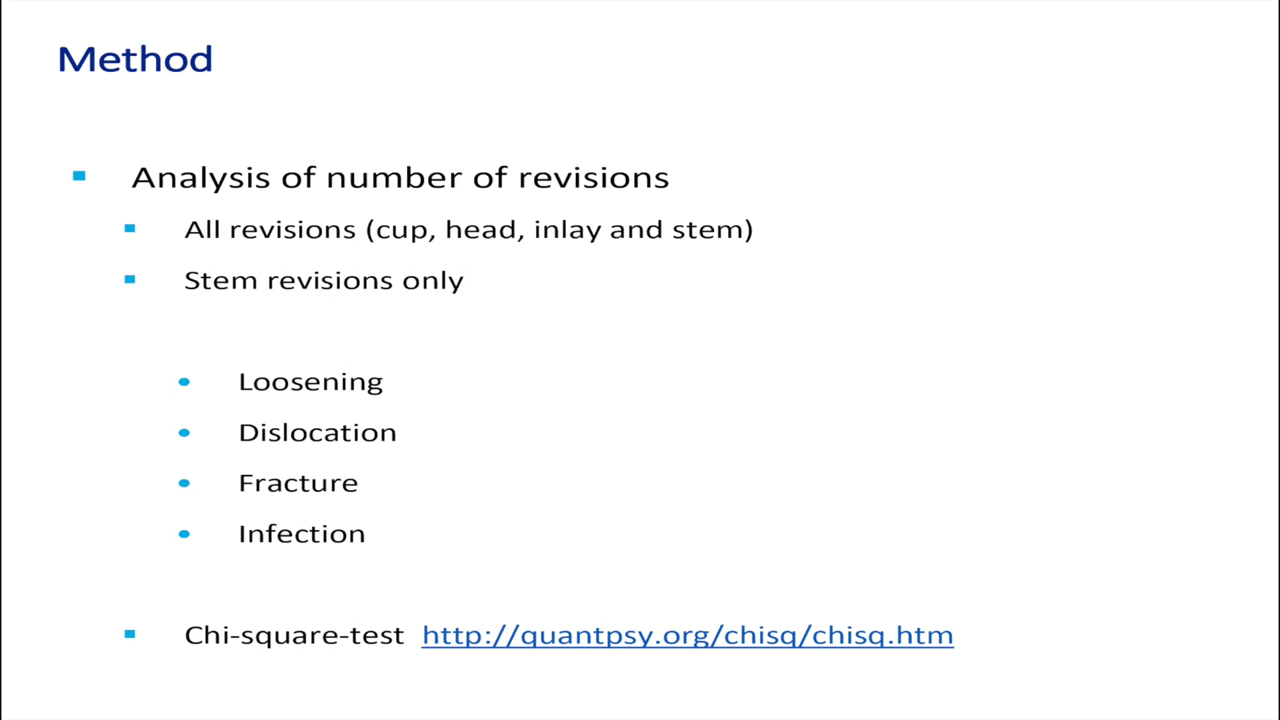 Method
Analysis of number of revisions
All revisions (cup, head, inlay and stem)
Stem revisions only
Loosening
Dislocation
Fracture
Infection
Chi-square-test http://quantpsy.org/chisq/chisq.htm